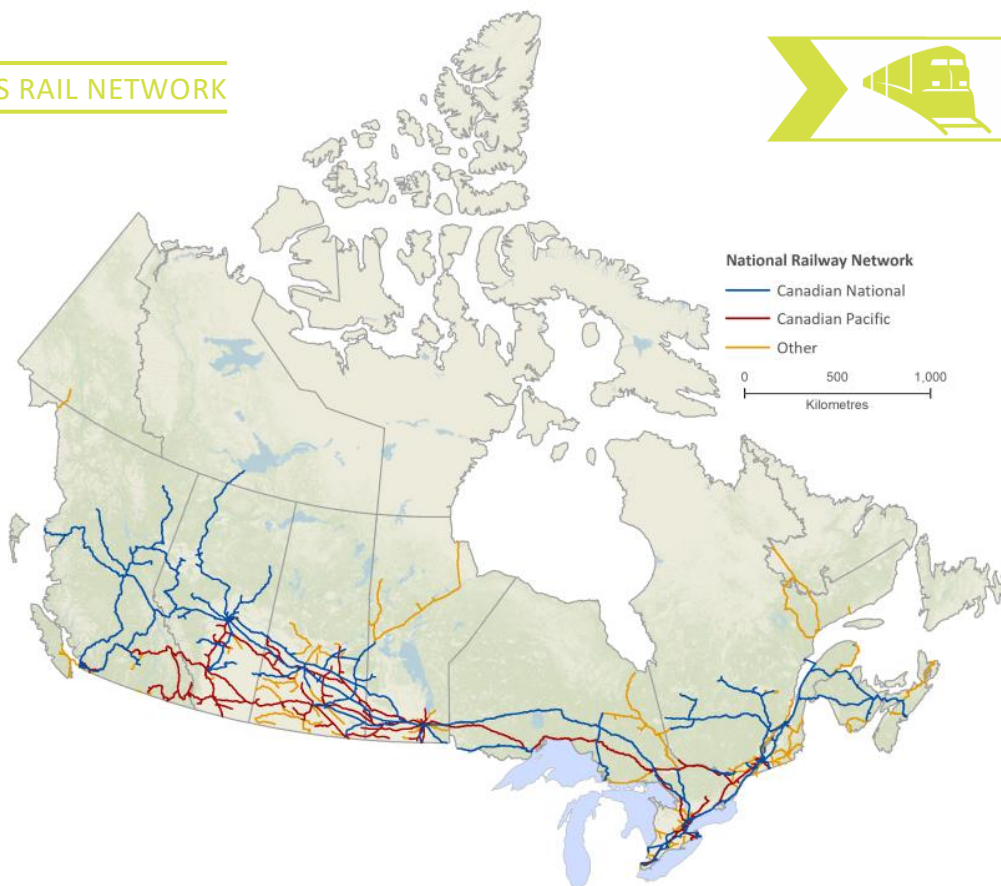 S RAIL NETWORK
National Railway Network
Canadian National
Canadian Pacific
Other
0 500 1,000
Kilometres